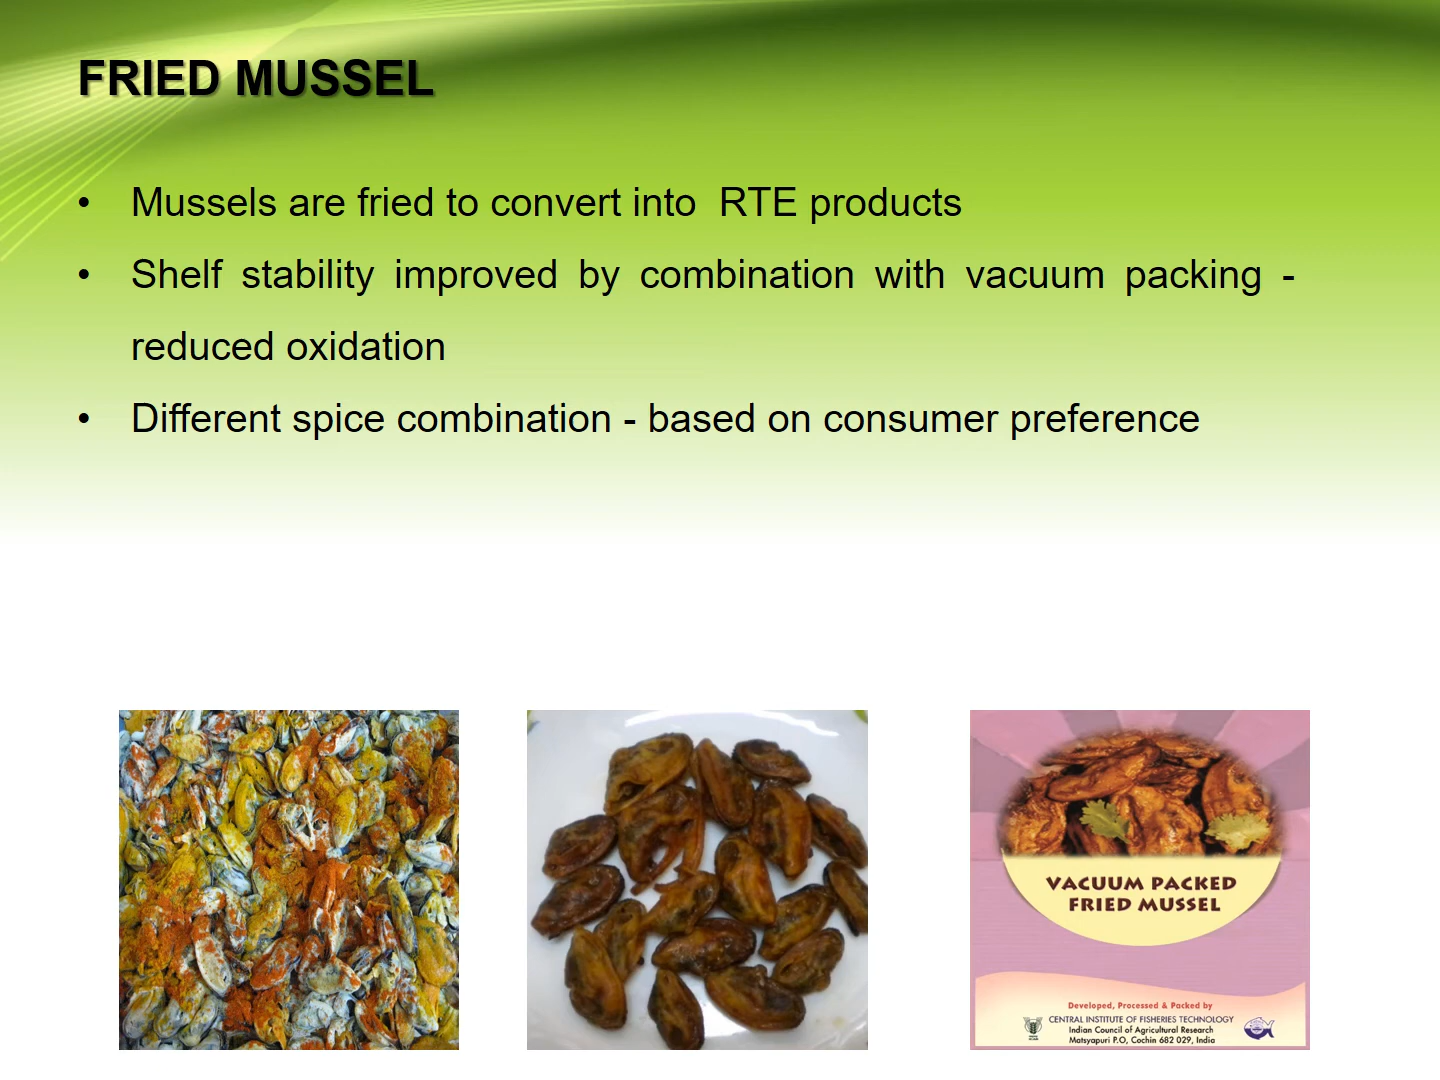 FRIED MUSSEL
• Mussels are fried to convert into RTE products
• Shelf stability improved by combination with vacuum packing -
reduced oxidation
• Different spice combination - based on consumer preference
VACUUM PACKED
FRIED MUSSEL
Developed, Processed & Packed by
CENTRAL INSTITUTE OF FISHERIES TECHNOLOGY
Indian Council of Agricultural Research
Matsyapuri P.O, Cochin 682 029, India